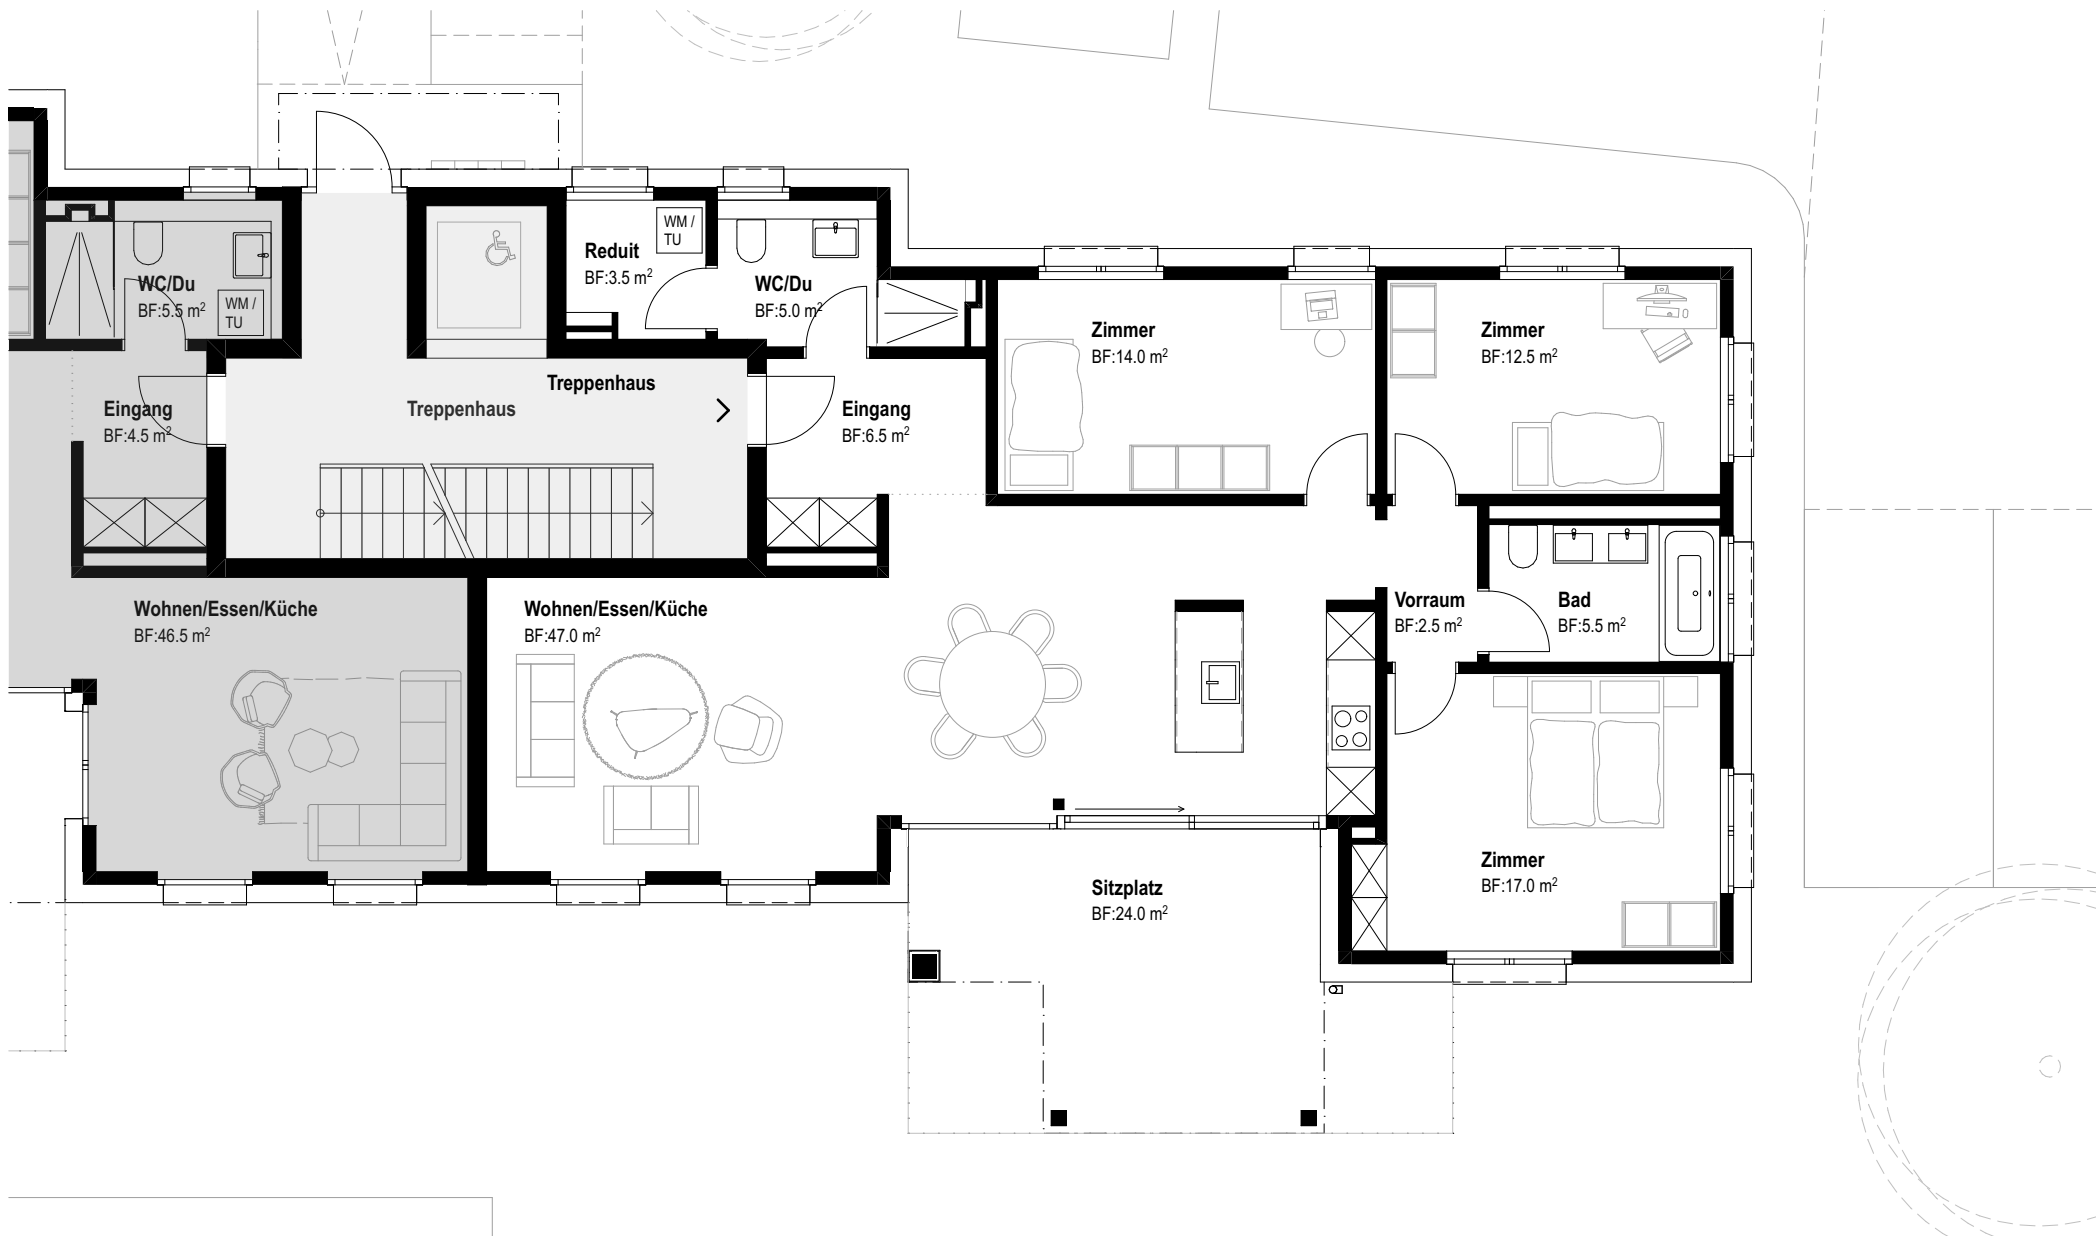 WM /
TU
Reduit
BF:3.5 m²
WC/Du
BF:5.5 m²
WM /
TU
WC/Du
BF:5.0 m²
Zimmer
BF:14.0 m²
Zimmer
BF:12.5 m²
Treppenhaus
Treppenhaus
Eingang
BF:4.5 m²
Eingang
BF:6.5 m²
Wohnen/Essen/Küche
BF:46.5 m²
Wohnen/Essen/Küche
BF:47.0 m²
Vorraum
BF:2.5 m²
Bad
BF:5.5 m²
Zimmer
BF:17.0 m²
Sitzplatz
BF:24.0 m²